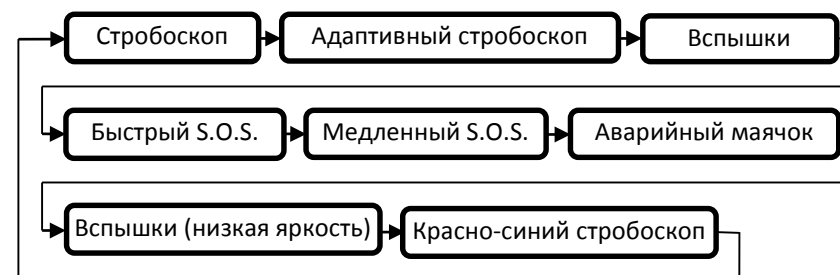 Стробоскоп Адаптивный стробоскоп Вспышки
Быстрый S.O.S. Медленный S.O.S. Аварийный маячок
Вспышки (низкая яркость) Красно-синий стробоскоп